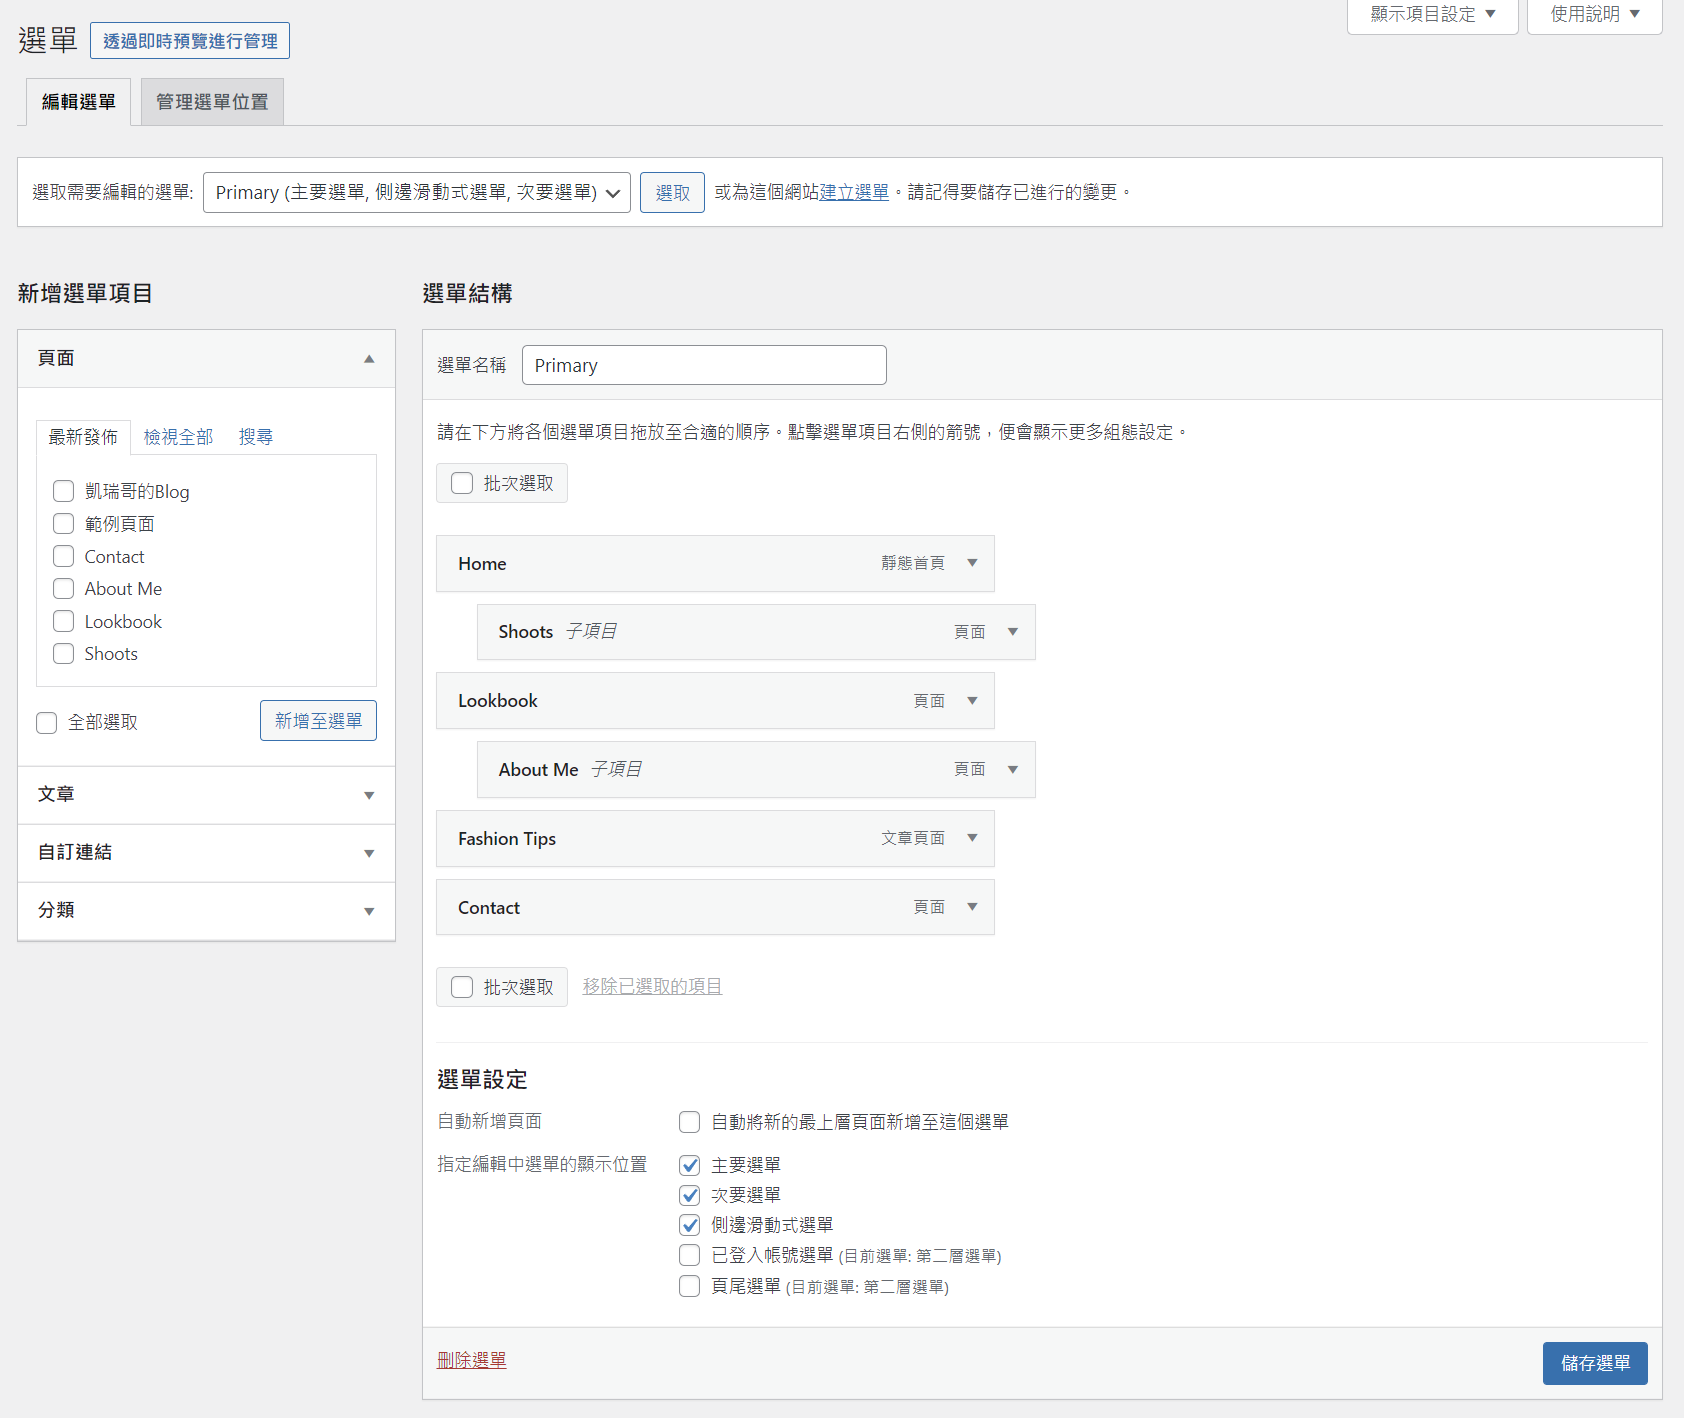 選單 透過即時預覽進行管理 顯示項目設定 使用說明
編輯選單 管理選單位置
選取需要編輯的選單: Primary (主要選單, 側邊滑動式選單, 次要選單) 選取 或為這個網站建立選單。請記得要儲存已進行的變更。
新增選單項目
頁面
最新發佈 檢視全部 搜尋
凱瑞哥的Blog
範例頁面
Contact
About Me
Lookbook
Shoots
全部選取 新增至選單
文章
自訂連結
分類
選單結構
選單名稱 Primary
請在下方將各個選單項目拖放至合適的順序。點擊選單項目右側的箭號，便會顯示更多組態設定。
批次選取
Home 靜態首頁
Shoots 子項目 頁面
Lookbook 頁面
About Me 子項目 頁面
Fashion Tips 文章頁面
Contact 頁面
批次選取 移除已選取的項目
選單設定
自動新增頁面 自動將新的最上層頁面新增至這個選單
指定編輯中選單的顯示位置 主要選單
次要選單
側邊滑動式選單
已登入帳號選單 (目前選單: 第二層選單)
頁尾選單 (目前選單: 第二層選單)
刪除選單 儲存選單